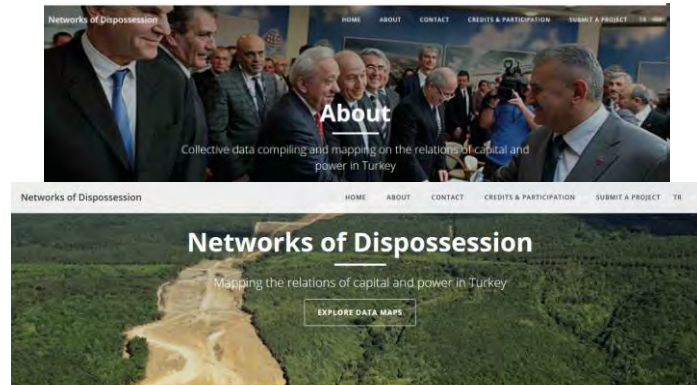 Networks of Dispossession HOME ABOUT CONTACT CREDITS & PARTICIPATION SUBMIT A PROJECT TR
About
Collective data compiling and mapping on the relations of capital and
power in Turkey
Networks of Dispossession HOME ABOUT CONTACT CREDITS & PARTICIPATION SUBMIT A PROJECT TR
Networks of Dispossession
Mapping the relations of capital and power in Turkey
EXPLORE DATA MAPS